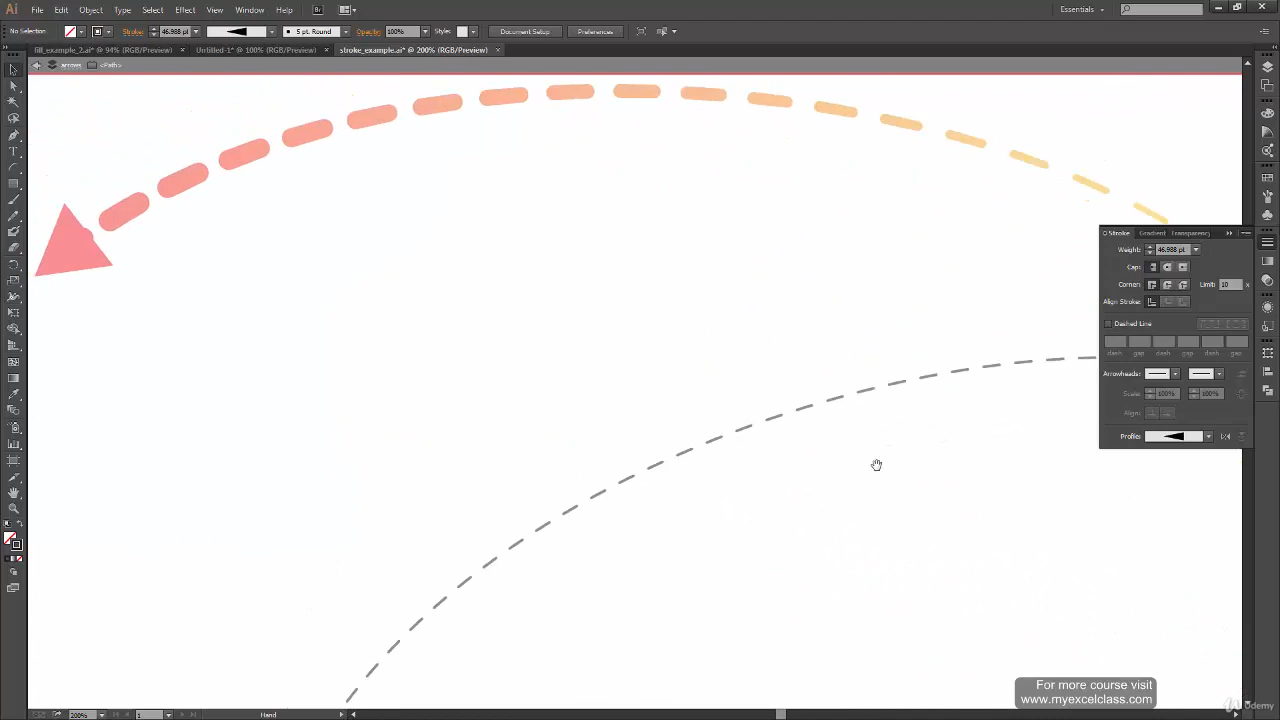 Ai File Edit Object Type Select Effect View Window Help Br Essentials
No Selection Stroke: 46.988 pt 5 pt. Round Opacity: 100% Style: Document Setup Preferences
fill_example_2.ai* @ 94% (RGB/Preview) × Untitled-1* @ 100% (RGB/Preview) × stroke_example.ai* @ 200% (RGB/Preview) ×
arrows <Path>
Stroke Gradient Transparency
Weight: 46.988 pt
Cap:
Corner: Limit: 10 x
Align Stroke:
Dashed Line
dash gap dash gap dash gap
Arrowheads:
Scale: 100% 100%
Align:
Profile:
For more course visit
www.myexcelclass.com
Udemy
200% 1 Hand